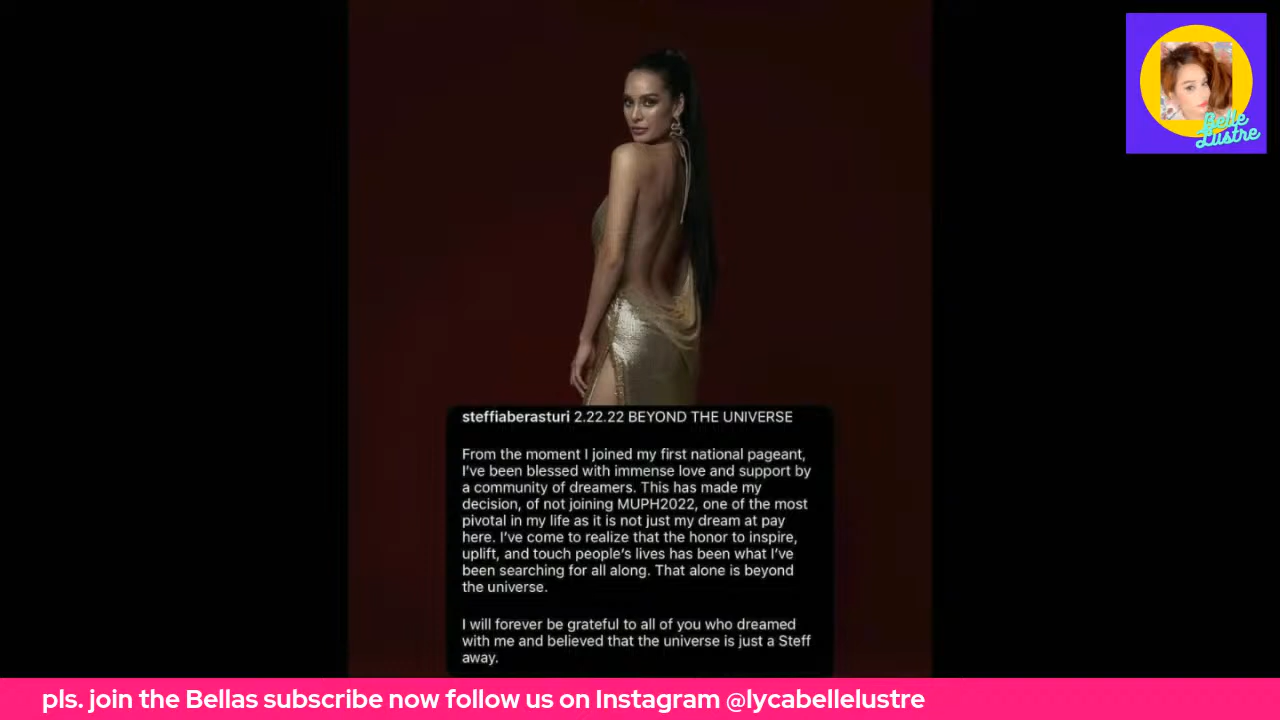 Belle
Lustre
steffiaberasturi 2.22.22 BEYOND THE UNIVERSE
From the moment I joined my first national pageant,
I've been blessed with immense love and support by
a community of dreamers. This has made my
decision, of not joining MUPH2022, one of the most
pivotal in my life as it is not just my dream at pay
here. I've come to realize that the honor to inspire,
uplift, and touch people's lives has been what I've
been searching for all along. That alone is beyond
the universe.
I will forever be grateful to all of you who dreamed
with me and believed that the universe is just a Steff
away.
pls. join the Bellas subscribe now follow us on Instagram @lycabellelustre